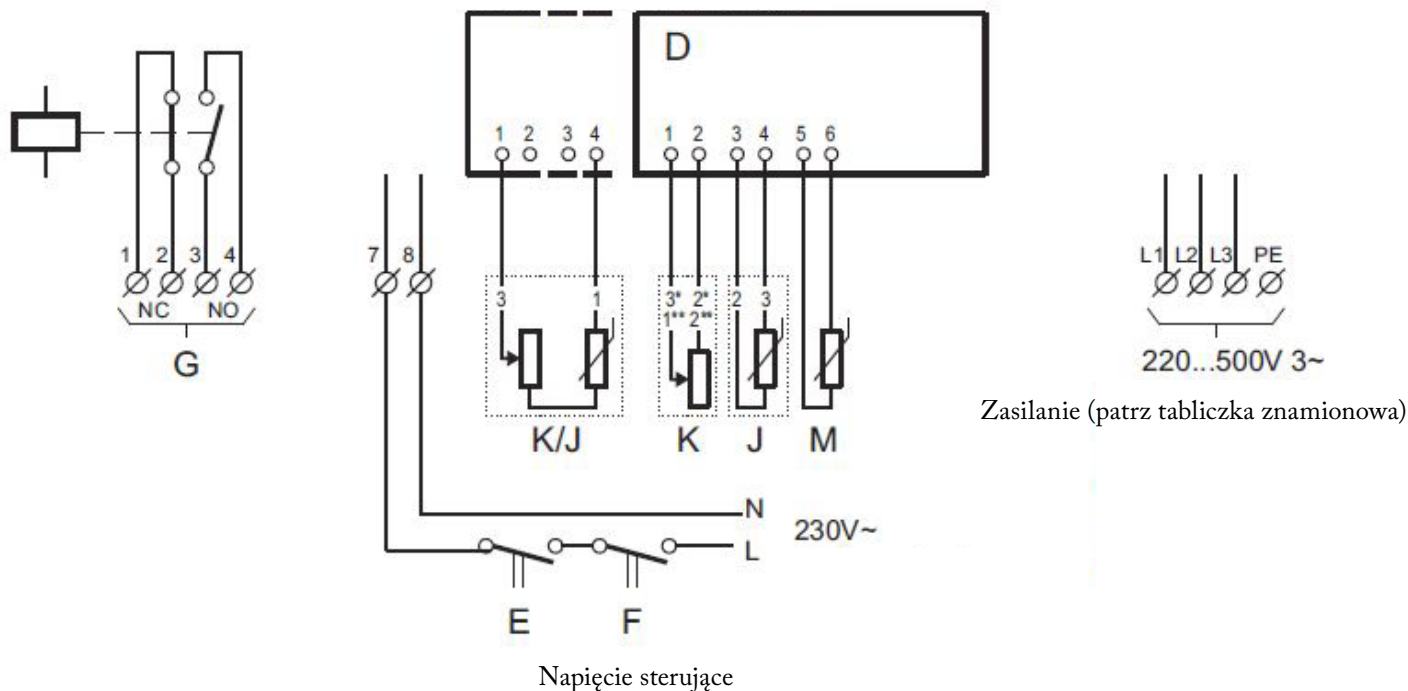 D
1 2 3 4 1 2 3 4 5 6
1 2 3 4
NC NO
G
7 8
3 1
3* 2*
1** 2**
2 3
K/J K J M
L1 L2 L3 PE
220...500V 3~
Zasilanie (patrz tabliczka znamionowa)
N
230V~
L
E F
Napięcie sterujące